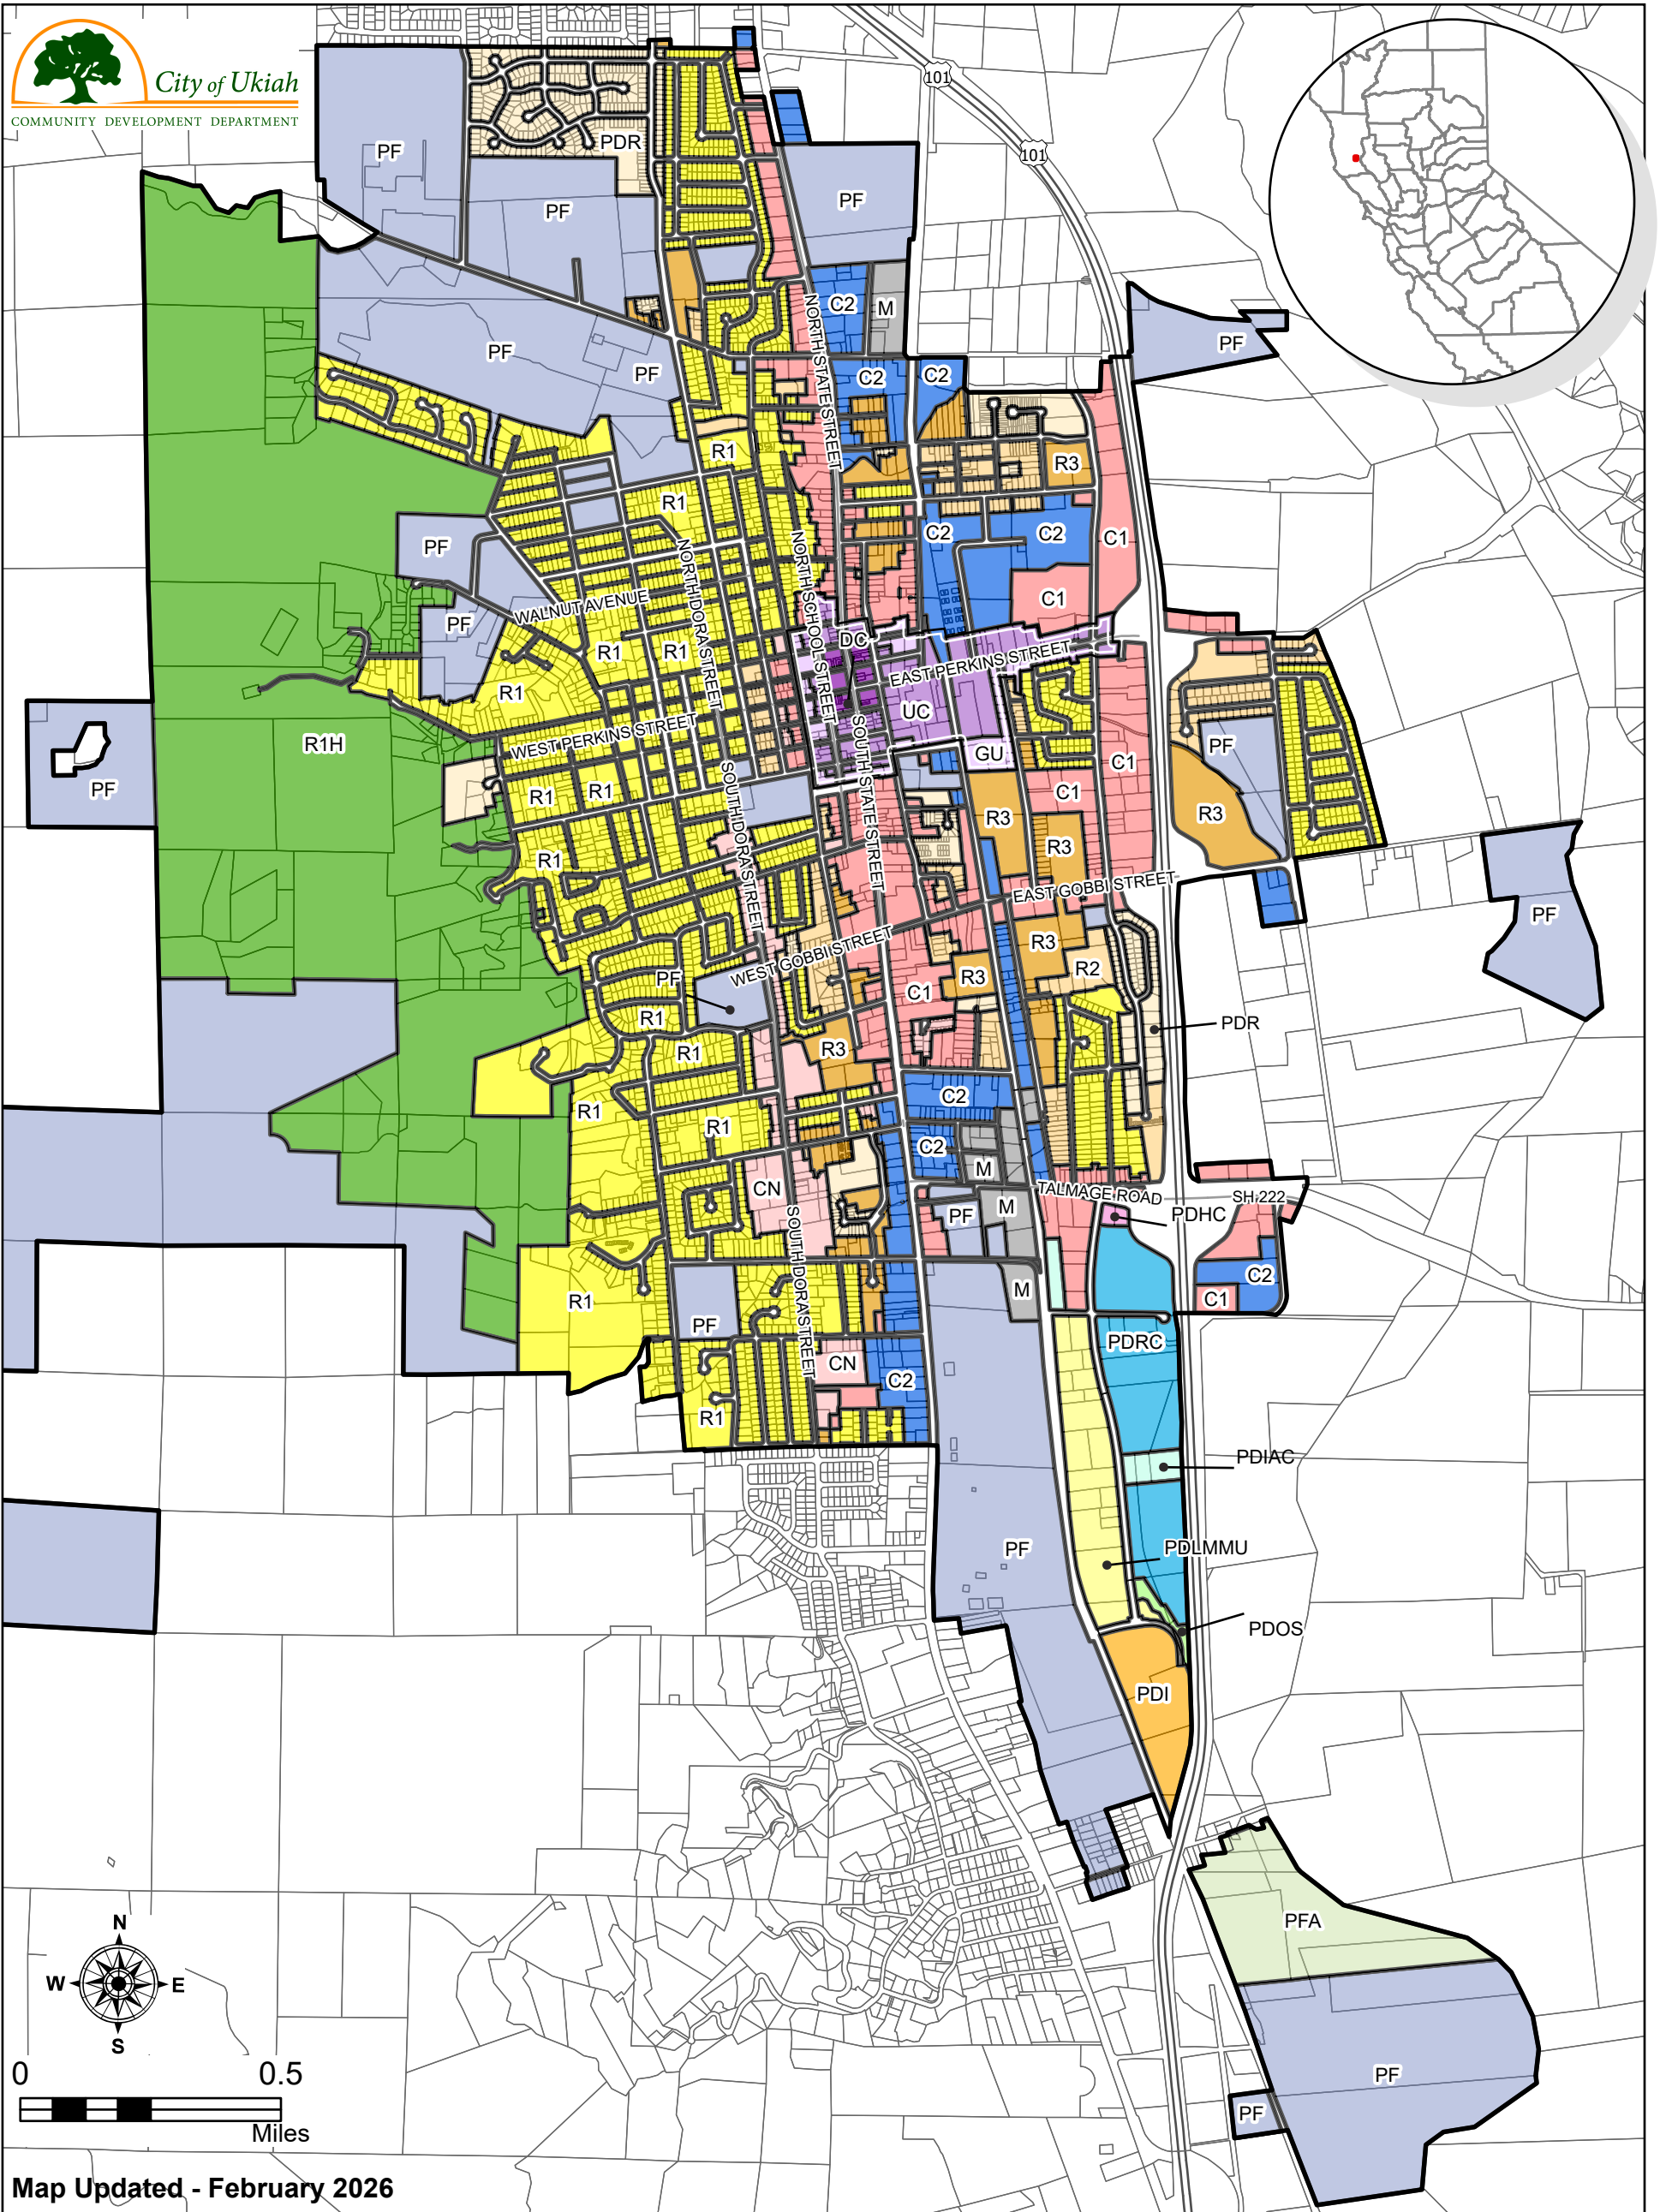 City of Ukiah
COMMUNITY DEVELOPMENT DEPARTMENT
101
101
PDR
PF
PF
PF
C2
M
PF
PF
PF
C2
C2
NORTH STATE STREET
R1
R3
R1
C2
C2
C1
PF
NORTH SCHOOL STREET
NORTH DORA STREET
WALNUT AVENUE
C1
PF
DC
R1
R1
EAST PERKINS STREET
R1
UC
WEST PERKINS STREET
R1H
PF
GU
C1
PF
R1
R1
C1
SOUTH DORA STREET
SOUTH STATE STREET
R3
R3
R3
R1
EAST GOBBI STREET
PF
R3
WEST GOBBI STREET
R2
PF
R3
C1
R1
PDR
R3
R1
C2
R1
R1
C2
M
CN
TALMAGE ROAD
SH 222
M
PF
PDHC
SOUTH DORA STREET
C2
M
C1
R1
PF
PDRC
CN
C2
R1
PDIAC
PF
PDLMMU
PDOS
PDI
PFA
N
W
E
S
PF
0
0.5
PF
Miles
Map Updated - February 2026